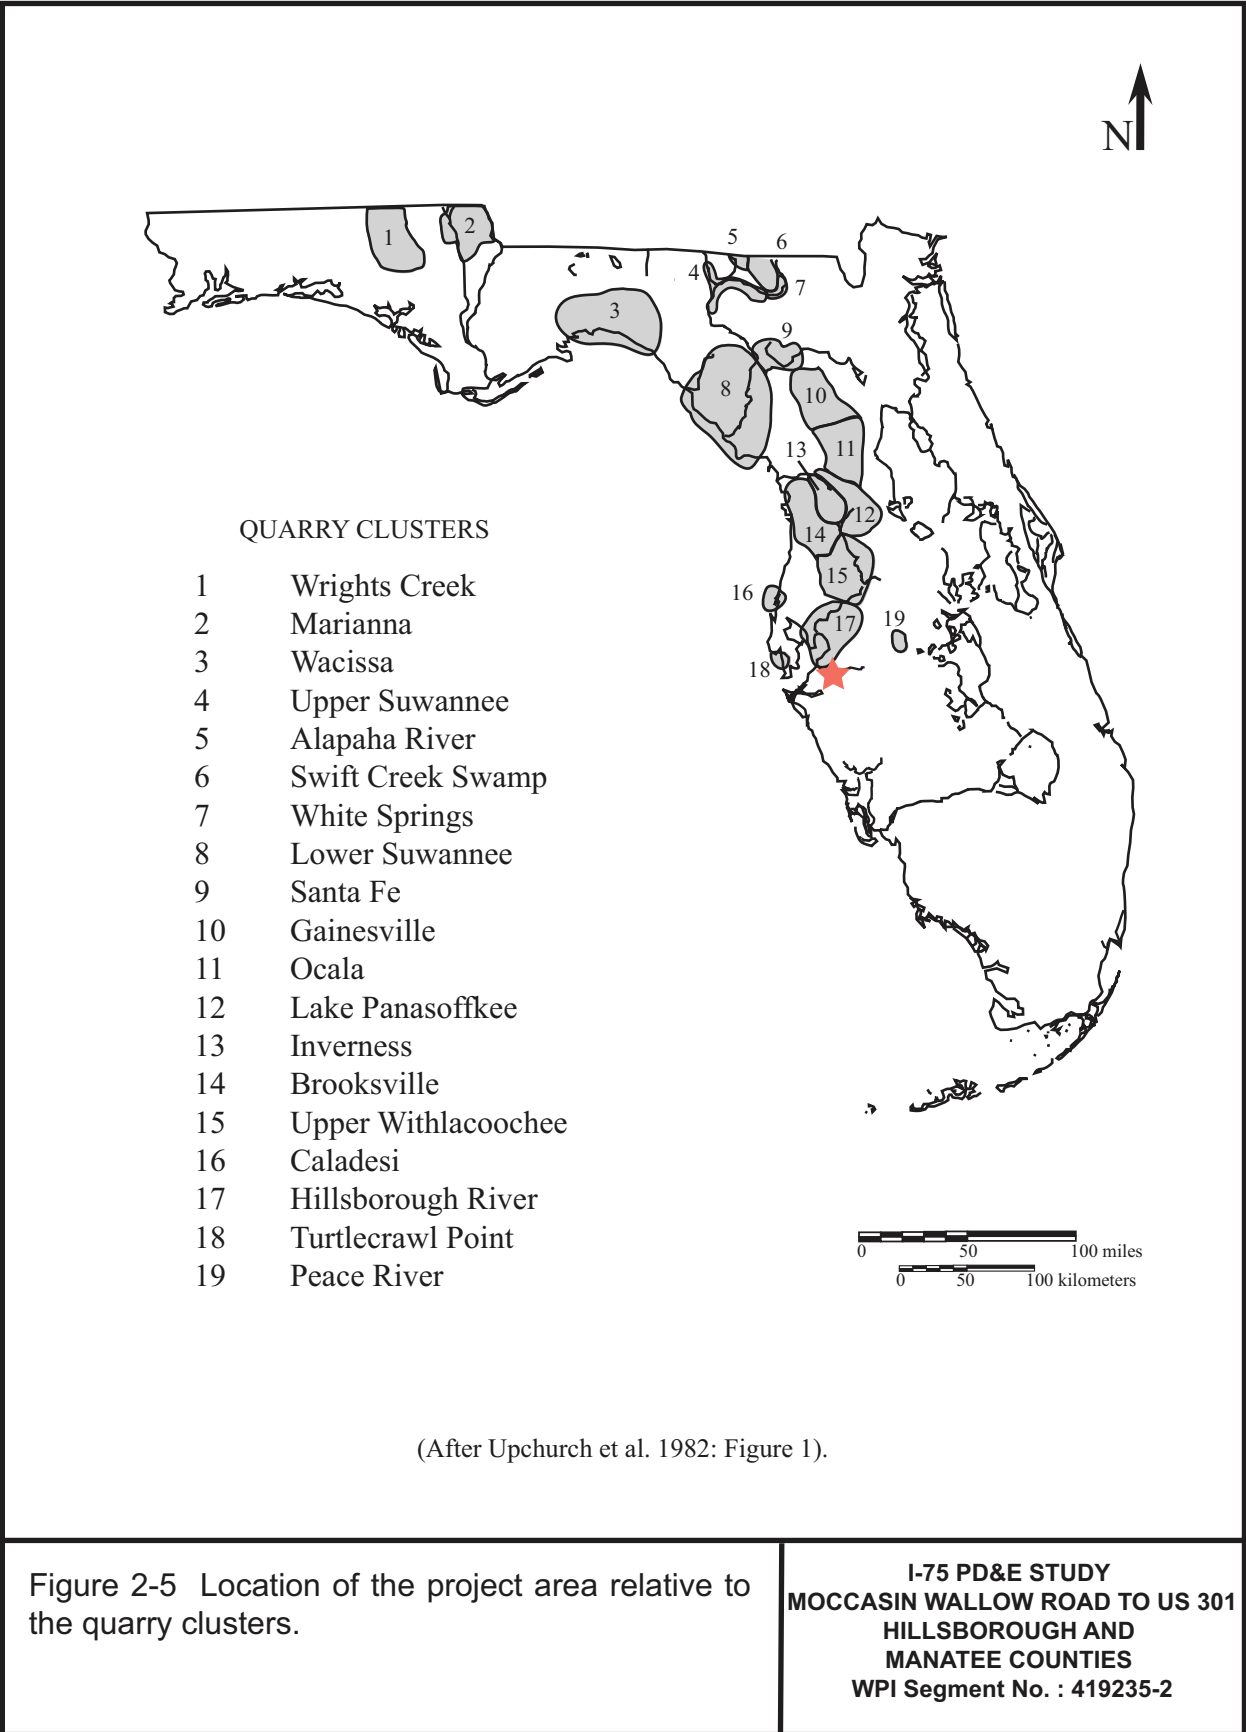 N
1
2
5
6
4
7
3
9
8
10
13
11
12
14
15
16
17
19
18
QUARRY CLUSTERS
1 Wrights Creek
2 Marianna
3 Wacissa
4 Upper Suwannee
5 Alapaha River
6 Swift Creek Swamp
7 White Springs
8 Lower Suwannee
9 Santa Fe
10 Gainesville
11 Ocala
12 Lake Panasoffkee
13 Inverness
14 Brooksville
15 Upper Withlacoochee
16 Caladesi
17 Hillsborough River
18 Turtlecrawl Point
19 Peace River
0 50 100 miles
0 50 100 kilometers
(After Upchurch et al. 1982: Figure 1).
Figure 2-5 Location of the project area relative to
the quarry clusters.
I-75 PD&E STUDY
MOCCASIN WALLOW ROAD TO US 301
HILLSBOROUGH AND
MANATEE COUNTIES
WPI Segment No. : 419235-2